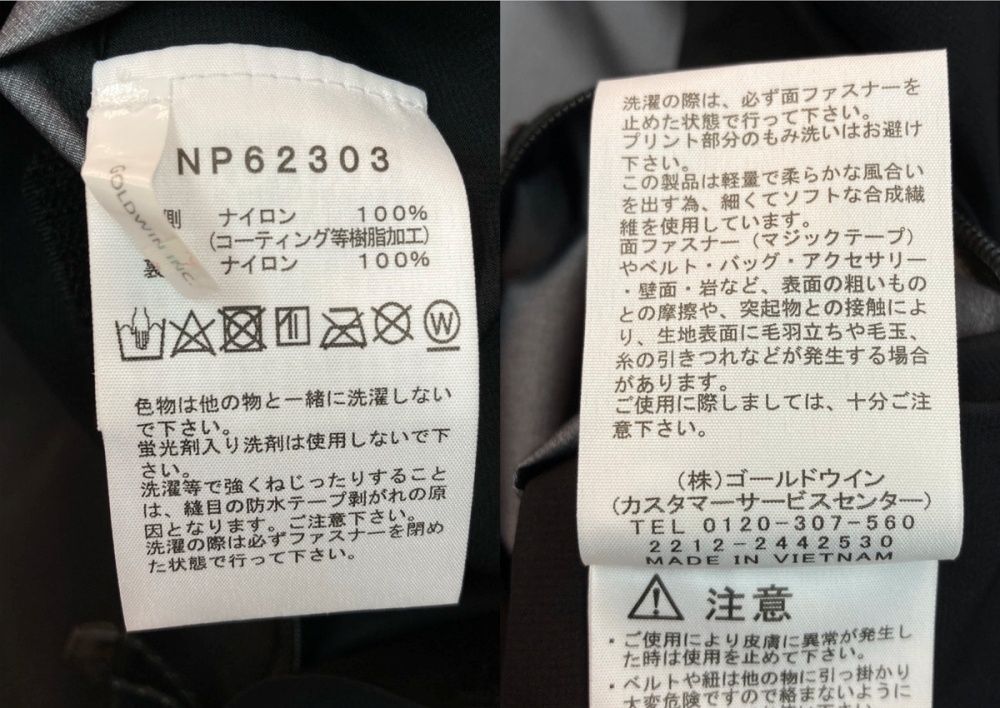 NP62303
GOLDWIN INC.
側 ナイロン 100%
(コーティング等樹脂加工)
裏 ナイロン 100%
W
色物は他の物と一緒に洗濯しない
で下さい。
蛍光剤入り洗剤は使用しないで下
さい。
洗濯等で強くねじったりすること
は、縫目の防水テープ剥がれの原
因となります。ご注意下さい。
洗濯の際は必ずファスナーを閉め
た状態で行って下さい。
洗濯の際は、必ず面ファスナーを
止めた状態で行って下さい。
プリント部分のもみ洗いはお避け
下さい。
この製品は軽量で柔らかな風合い
を出す為、細くてソフトな合成繊
維を使用しています。
面ファスナー(マジックテープ)
やベルト・バッグ・アクセサリー
・壁面・岩など、表面の粗いもの
との摩擦や、突起物との接触によ
り、生地表面に毛羽立ちや毛玉、
糸の引きつれなどが発生する場合
があります。
ご使用に際しましては、十分ご注
意下さい。
(株)ゴールドウイン
(カスタマーサービスセンター)
TEL 0120-307-560
2212-2442530
MADE IN VIETNAM
注意
・ご使用により皮膚に異常が発生し
た時は使用を止めて下さい。
・ベルトや紐は他の物に引っ掛かり
大変危険ですので絡まないように